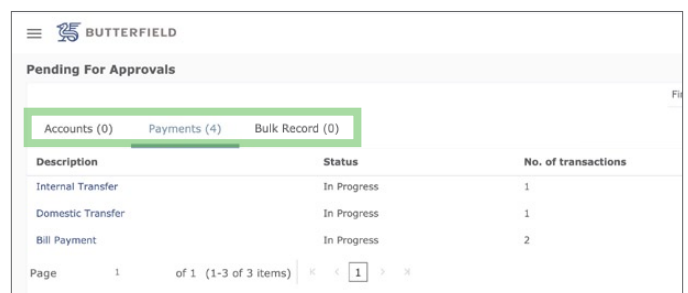 BUTTERFIELD
Pending For Approvals
Accounts (0) Payments (4) Bulk Record (0)
Description Status No. of transactions
Internal Transfer In Progress 1
Domestic Transfer In Progress 1
Bill Payment In Progress 2
Page 1 of 1 (1-3 of 3 items) « < 1 > »